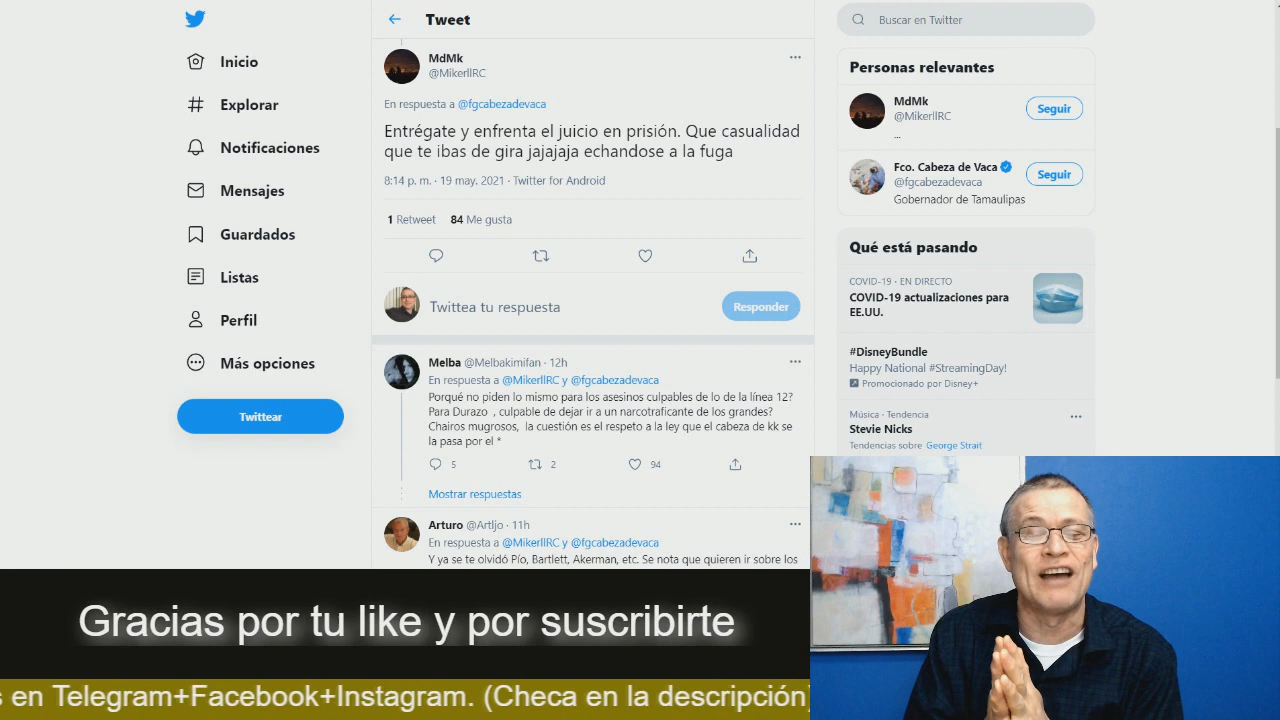 Inicio
Explorar
Notificaciones
Mensajes
Guardados
Listas
Perfil
Más opciones
Twittear
Tweet
MdMk
@MikerllRC
En respuesta a @fgcabezadevaca
Entrégate y enfrenta el juicio en prisión. Que casualidad
que te ibas de gira jajajaja echandose a la fuga
8:14 p. m. · 19 may. 2021 · Twitter for Android
1 Retweet 84 Me gusta
Twittea tu respuesta
Responder
Melba @Melbakimifan · 12h
En respuesta a @MikerllRC y @fgcabezadevaca
Porqué no piden lo mismo para los asesinos culpables de lo de la línea 12?
Para Durazo , culpable de dejar ir a un narcotraficante de los grandes?
Chairos mugrosos, la cuestión es el respeto a la ley que el cabeza de kk se
la pasa por el *
5 2 94
Mostrar respuestas
Arturo @Artljo · 11h
En respuesta a @MikerllRC y @fgcabezadevaca
Y ya se te olvidó Pío, Bartlett, Akerman, etc. Se nota que quieren ir sobre los
Buscar en Twitter
Personas relevantes
MdMk
@MikerllRC
...
Seguir
Fco. Cabeza de Vaca
@fgcabezadevaca
Gobernador de Tamaulipas
Seguir
Qué está pasando
COVID-19 · EN DIRECTO
COVID-19 actualizaciones para
EE.UU.
#DisneyBundle
Happy National #StreamingDay!
Promocionado por Disney+
Música · Tendencia
Stevie Nicks
Tendencias sobre George Strait
Gracias por tu like y por suscribirte
s en Telegram+Facebook+Instagram. (Checa en la descripción)